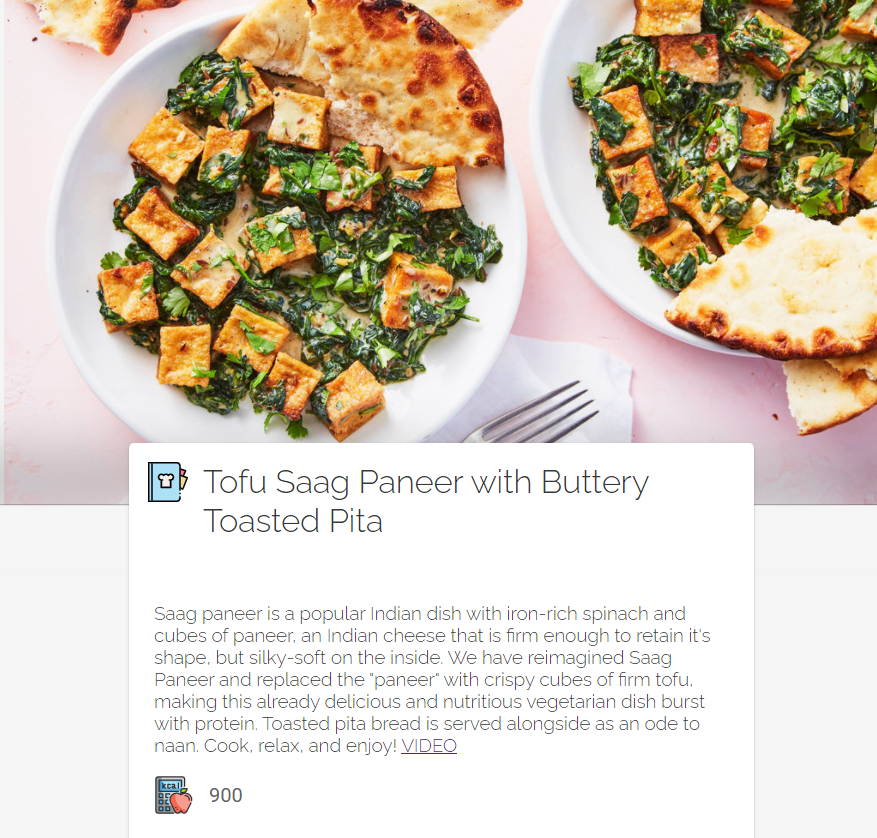 Tofu Saag Paneer with Buttery
Toasted Pita
Saag paneer is a popular Indian dish with iron-rich spinach and
cubes of paneer, an Indian cheese that is firm enough to retain it's
shape, but silky-soft on the inside. We have reimagined Saag
Paneer and replaced the "paneer" with crispy cubes of firm tofu,
making this already delicious and nutritious vegetarian dish burst
with protein. Toasted pita bread is served alongside as an ode to
naan. Cook, relax, and enjoy! VIDEO
kcal
900